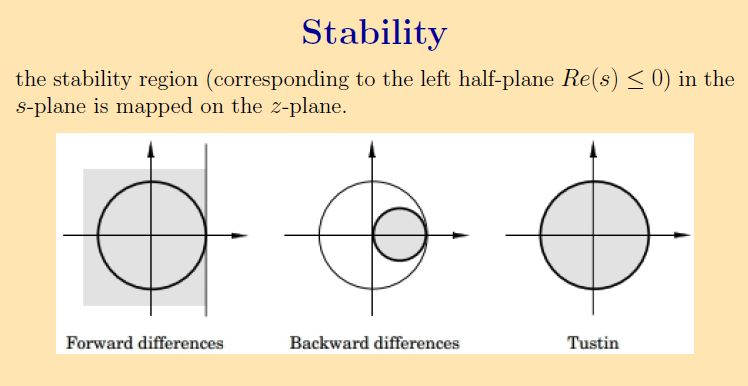 Stability
the stability region (corresponding to the left half-plane Re(s) ≤ 0) in the
s-plane is mapped on the z-plane.
Forward differences
Backward differences
Tustin